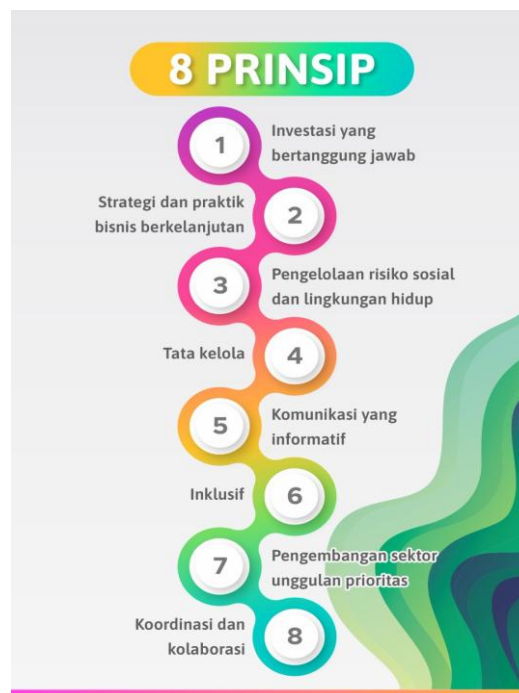 8 PRINSIP
1
Investasi yang
bertanggung jawab
Strategi dan praktik
bisnis berkelanjutan
2
3
Pengelolaan risiko sosial
dan lingkungan hidup
Tata kelola
4
5
Komunikasi yang
informatif
Inklusif
6
7
Pengembangan sektor
unggulan prioritas
Koordinasi dan
kolaborasi
8